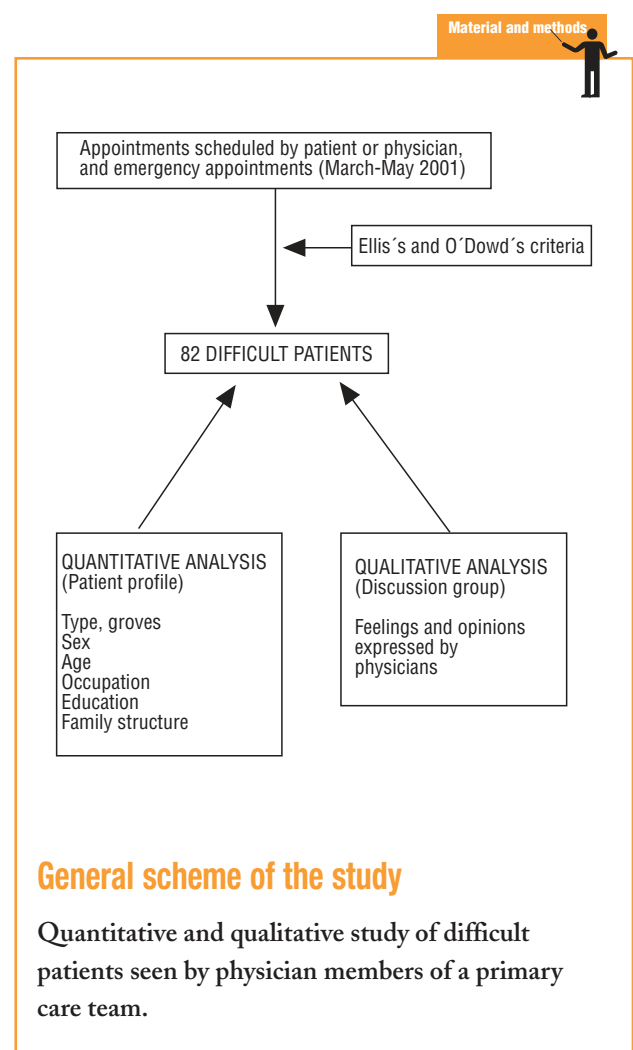 Material and methods
Appointments scheduled by patient or physician,
and emergency appointments (March-May 2001)
Ellis´s and O´Dowd´s criteria
82 DIFFICULT PATIENTS
QUANTITATIVE ANALYSIS
(Patient profile)
Type, groves
Sex
Age
Occupation
Education
Family structure
QUALITATIVE ANALYSIS
(Discussion group)
Feelings and opinions
expressed by
physicians
General scheme of the study
Quantitative and qualitative study of difficult
patients seen by physician members of a primary
care team.